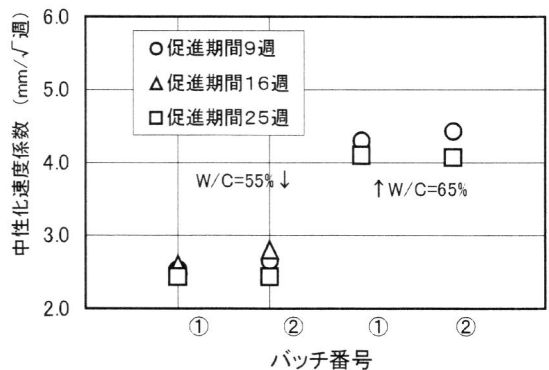 6.0
5.0
4.0
3.0
2.0
中性化速度係数 (mm/√週)
○促進期間9週
△促進期間16週
□促進期間25週
W/C=55%↓
↑W/C=65%
① ② ① ②
バッチ番号